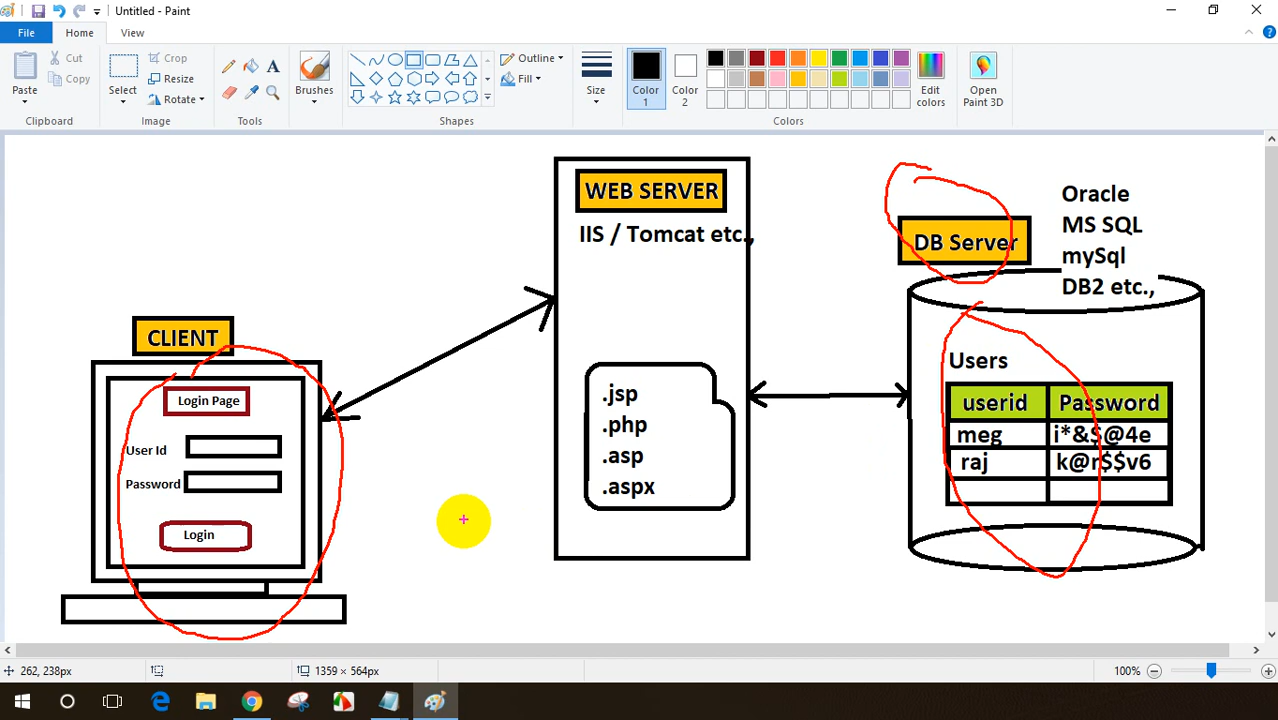 Untitled - Paint
File Home View
Paste
Cut
Copy
Clipboard
Select
Crop
Resize
Rotate
Image
A
Tools
Brushes
Outline
Fill
Shapes
Size
Color 1
Color 2
Edit colors
Open Paint 3D
Colors
WEB SERVER
IIS / Tomcat etc.,
.jsp
.php
.asp
.aspx
DB Server
Oracle
MS SQL
mySql
DB2 etc.,
CLIENT
Login Page
User Id
Password
Login
Users
userid Password
meg i*&$@4e
raj k@r$$v6
262, 238px
1359 × 564px
100%